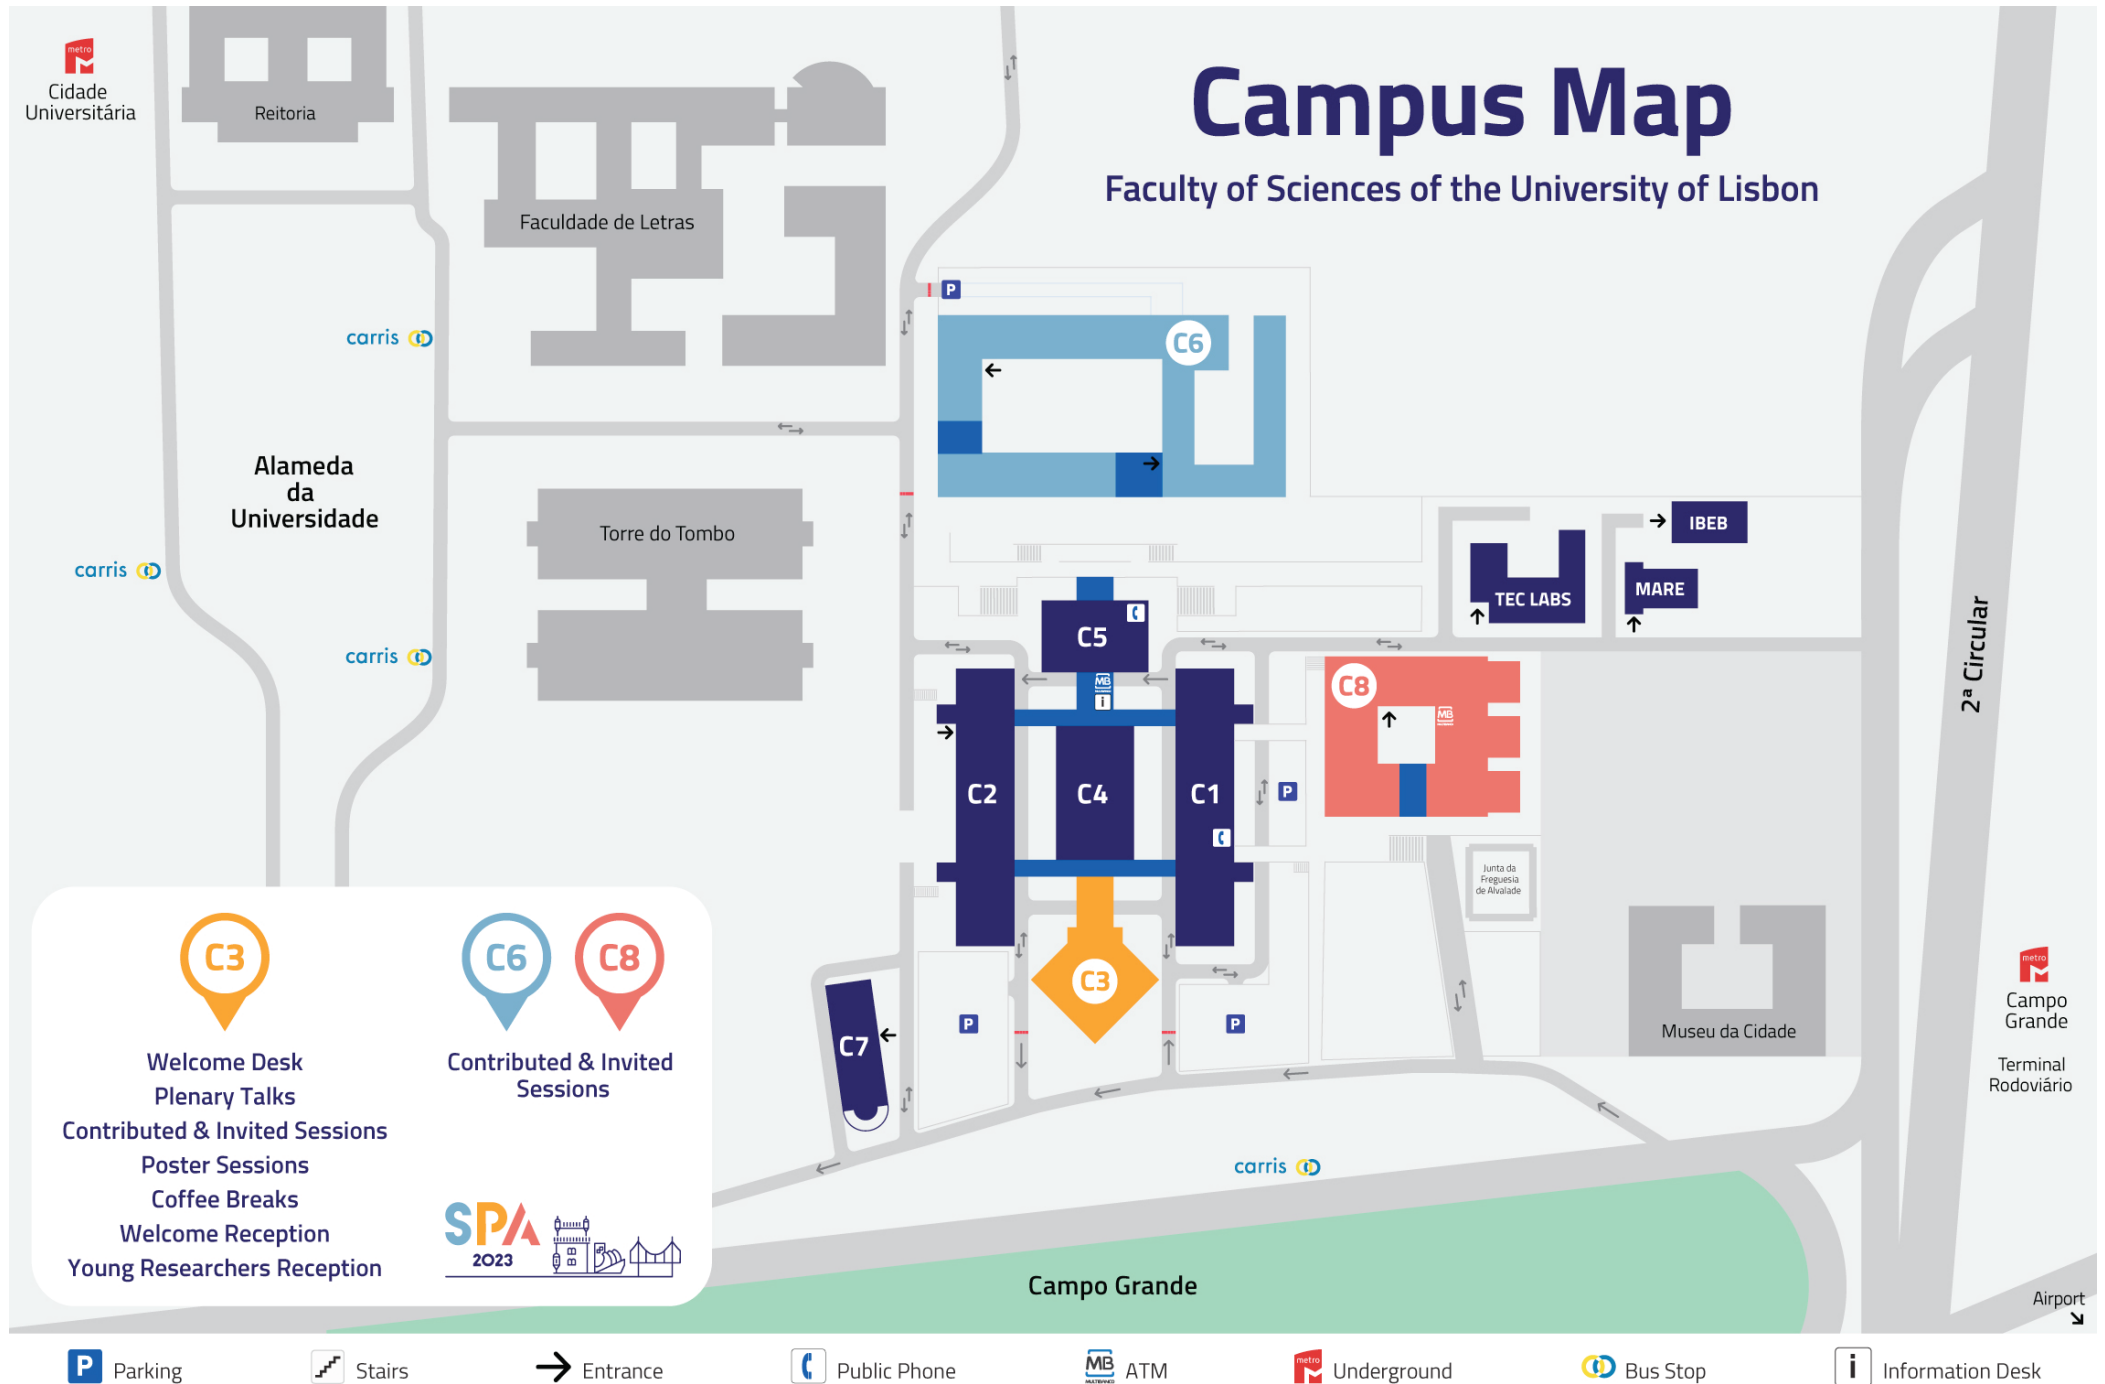 Campus Map
Faculty of Sciences of the University of Lisbon
metro
Cidade
Universitária
Reitoria
Faculdade de Letras
P
C6
carris
Alameda
da
Universidade
Torre do Tombo
carris
carris
IBEB
TEC LABS
MARE
2ª Circular
C5
MB
i
C8
MB
C2
C4
C1
P
Junta da
Freguesia
de Alvalade
C3
P
P
C7
Museu da Cidade
metro
Campo
Grande
Terminal
Rodoviário
carris
Campo Grande
Airport
C3
Welcome Desk
Plenary Talks
Contributed & Invited Sessions
Poster Sessions
Coffee Breaks
Welcome Reception
Young Researchers Reception
C6
C8
Contributed & Invited
Sessions
SPA
2023
P Parking
Stairs
Entrance
Public Phone
MB MULTIBANCO ATM
metro Underground
Bus Stop
i Information Desk